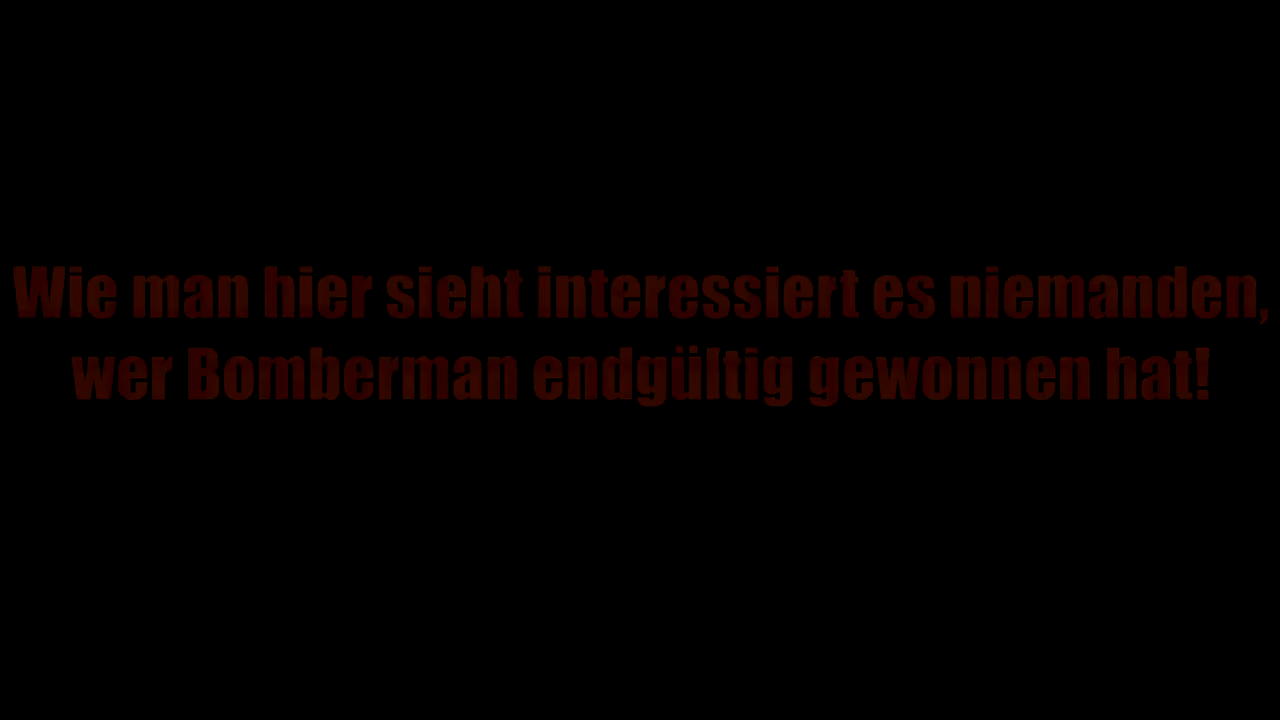 Wie man hier sieht interessiert es niemanden,
wer Bomberman endgültig gewonnen hat!